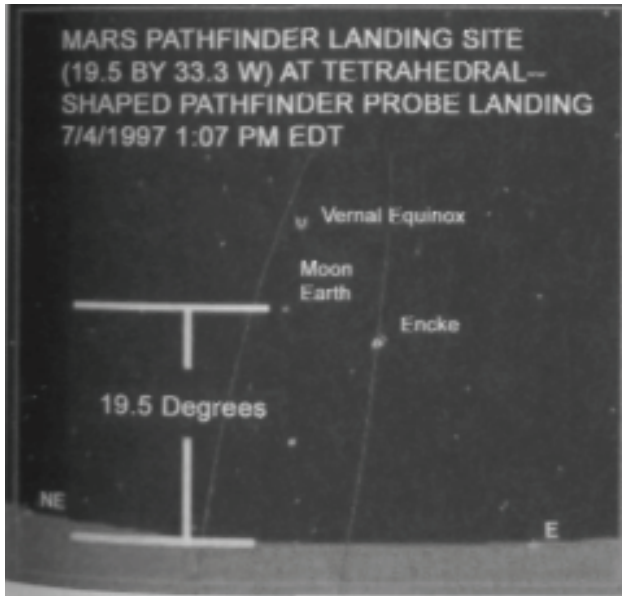 MARS PATHFINDER LANDING SITE
(19.5 BY 33.3 W) AT TETRAHEDRAL–
SHAPED PATHFINDER PROBE LANDING
7/4/1997 1:07 PM EDT
Vernal Equinox
Moon
Earth
Encke
19.5 Degrees
NE
E